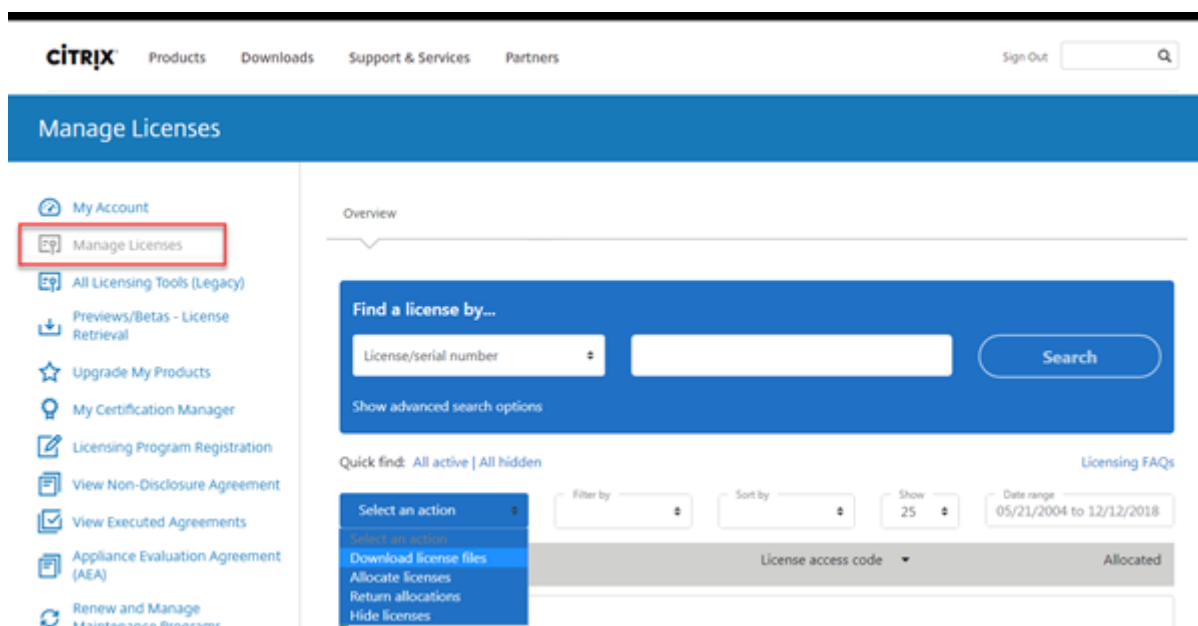 CITRIX Products Downloads Support & Services Partners Sign Out
Manage Licenses
My Account
Manage Licenses
All Licensing Tools (Legacy)
Previews/Betas - License
Retrieval
Upgrade My Products
My Certification Manager
Licensing Program Registration
View Non-Disclosure Agreement
View Executed Agreements
Appliance Evaluation Agreement
(AEA)
Renew and Manage
Maintenance Programs
Overview
Find a license by...
License/serial number Search
Show advanced search options
Quick find: All active | All hidden Licensing FAQs
Filter by Sort by Show Date range
Select an action 25 05/21/2004 to 12/12/2018
Select an action
Download license files
Allocate licenses
Return allocations
Hide licenses
License access code Allocated